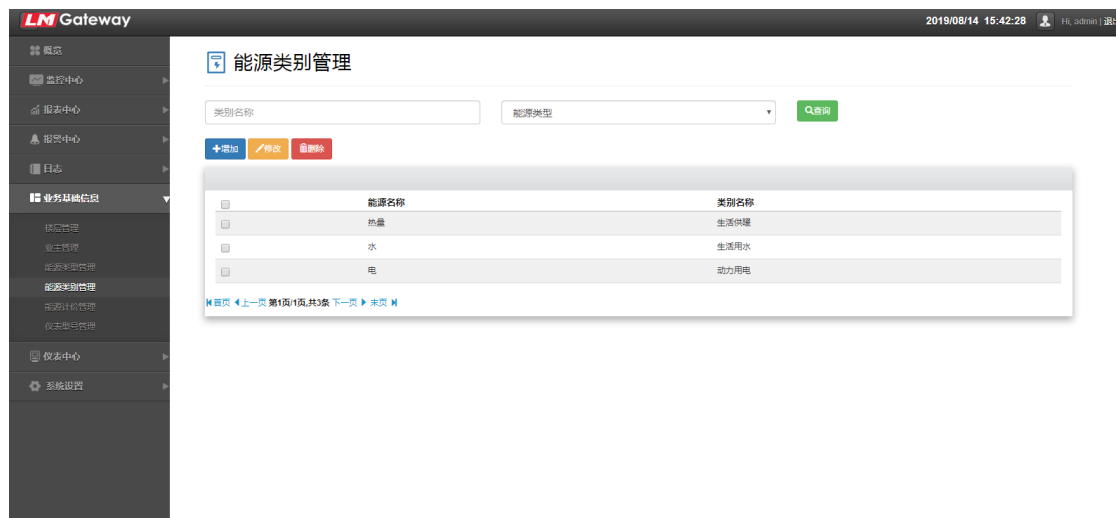 LM Gateway
2019/08/14 15:42:28 Hi, admin | 退出
概览
监控中心
报表中心
报警中心
日志
业务基础信息
楼层管理
业主管理
能源类型管理
能源类别管理
能源计价管理
仪表型号管理
仪表中心
系统设置
能源类别管理
类别名称 能源类型 查询
增加 修改 删除
能源名称 类别名称
热量 生活供暖
水 生活用水
电 动力用电
首页 上一页 第1页/1页,共3条 下一页 末页